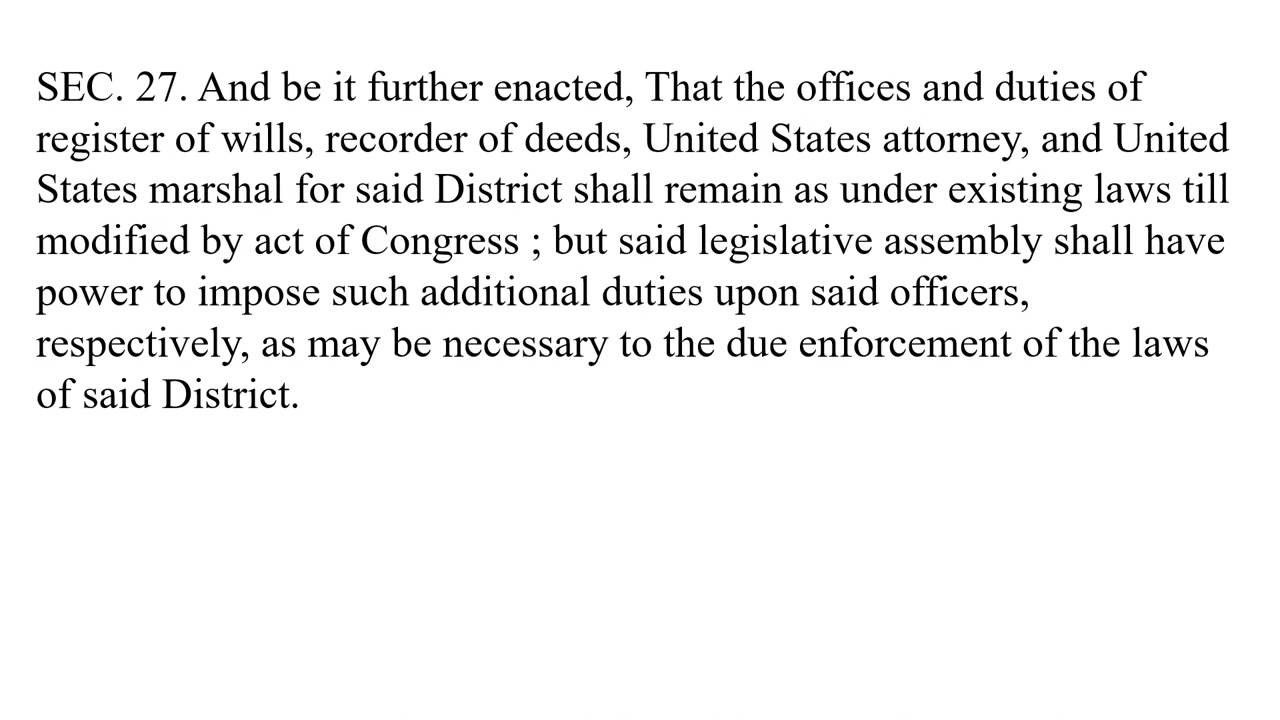 SEC. 27. And be it further enacted, That the offices and duties of
register of wills, recorder of deeds, United States attorney, and United
States marshal for said District shall remain as under existing laws till
modified by act of Congress ; but said legislative assembly shall have
power to impose such additional duties upon said officers,
respectively, as may be necessary to the due enforcement of the laws
of said District.